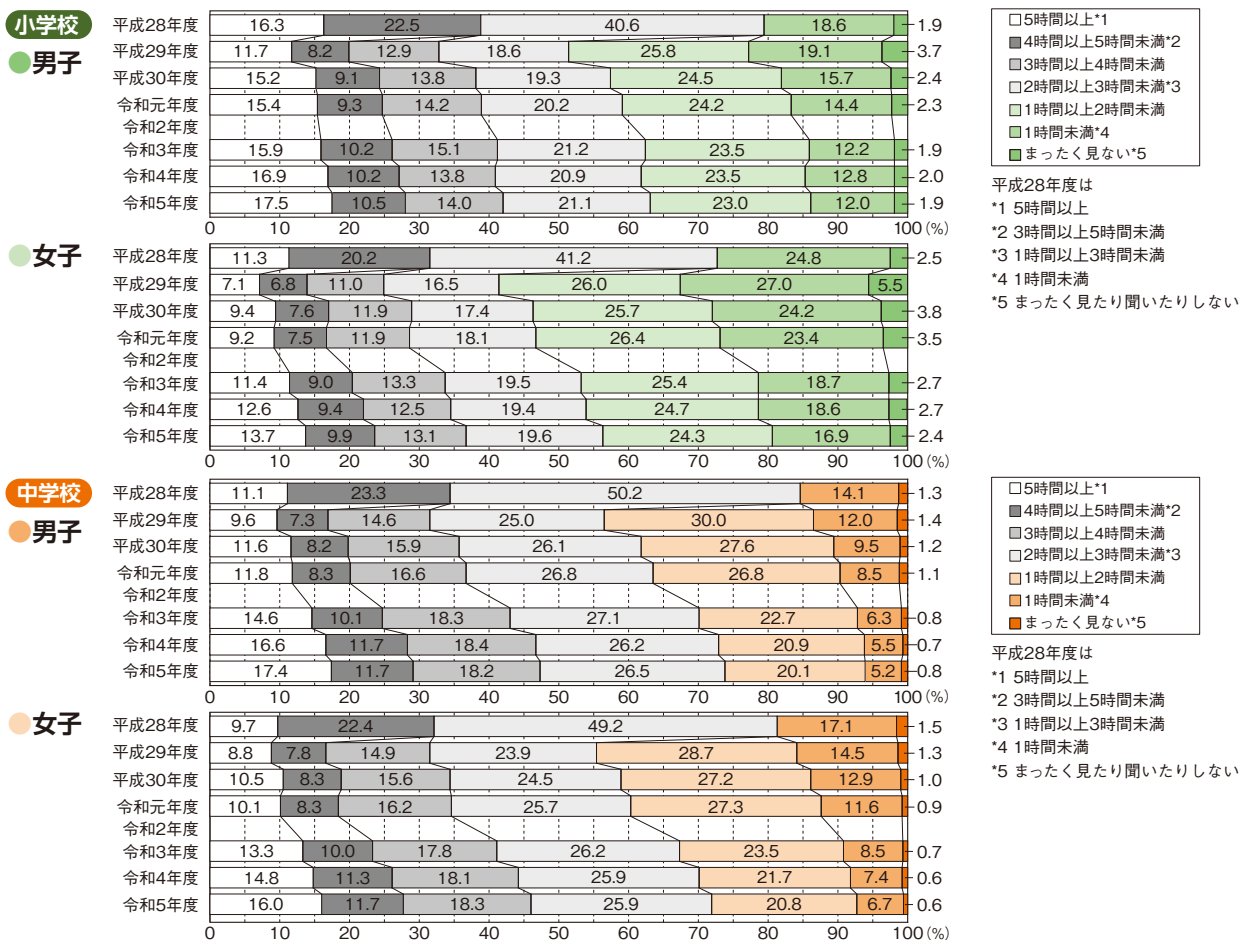 小学校
男子
平成28年度 16.3 22.5 40.6 18.6 1.9
平成29年度 11.7 8.2 12.9 18.6 25.8 19.1 3.7
平成30年度 15.2 9.1 13.8 19.3 24.5 15.7 2.4
令和元年度 15.4 9.3 14.2 20.2 24.2 14.4 2.3
令和2年度
令和3年度 15.9 10.2 15.1 21.2 23.5 12.2 1.9
令和4年度 16.9 10.2 13.8 20.9 23.5 12.8 2.0
令和5年度 17.5 10.5 14.0 21.1 23.0 12.0 1.9
0 10 20 30 40 50 60 70 80 90 100(%)
□5時間以上*1
4時間以上5時間未満*2
3時間以上4時間未満
2時間以上3時間未満*3
1時間以上2時間未満
1時間未満*4
まったく見ない*5
平成28年度は
*1 5時間以上
*2 3時間以上5時間未満
*3 1時間以上3時間未満
*4 1時間未満
*5 まったく見たり聞いたりしない
女子
平成28年度 11.3 20.2 41.2 24.8 2.5
平成29年度 7.1 6.8 11.0 16.5 26.0 27.0 5.5
平成30年度 9.4 7.6 11.9 17.4 25.7 24.2 3.8
令和元年度 9.2 7.5 11.9 18.1 26.4 23.4 3.5
令和2年度
令和3年度 11.4 9.0 13.3 19.5 25.4 18.7 2.7
令和4年度 12.6 9.4 12.5 19.4 24.7 18.6 2.7
令和5年度 13.7 9.9 13.1 19.6 24.3 16.9 2.4
0 10 20 30 40 50 60 70 80 90 100(%)
中学校
男子
平成28年度 11.1 23.3 50.2 14.1 1.3
平成29年度 9.6 7.3 14.6 25.0 30.0 12.0 1.4
平成30年度 11.6 8.2 15.9 26.1 27.6 9.5 1.2
令和元年度 11.8 8.3 16.6 26.8 26.8 8.5 1.1
令和2年度
令和3年度 14.6 10.1 18.3 27.1 22.7 6.3 0.8
令和4年度 16.6 11.7 18.4 26.2 20.9 5.5 0.7
令和5年度 17.4 11.7 18.2 26.5 20.1 5.2 0.8
0 10 20 30 40 50 60 70 80 90 100(%)
5時間以上*1
4時間以上5時間未満*2
3時間以上4時間未満
2時間以上3時間未満*3
1時間以上2時間未満
1時間未満*4
まったく見ない*5
平成28年度は
*1 5時間以上
*2 3時間以上5時間未満
*3 1時間以上3時間未満
*4 1時間未満
*5 まったく見たり聞いたりしない
女子
平成28年度 9.7 22.4 49.2 17.1 1.5
平成29年度 8.8 7.8 14.9 23.9 28.7 14.5 1.3
平成30年度 10.5 8.3 15.6 24.5 27.2 12.9 1.0
令和元年度 10.1 8.3 16.2 25.7 27.3 11.6 0.9
令和2年度
令和3年度 13.3 10.0 17.8 26.2 23.5 8.5 0.7
令和4年度 14.8 11.3 18.1 25.9 21.7 7.4 0.6
令和5年度 16.0 11.7 18.3 25.9 20.8 6.7 0.6
0 10 20 30 40 50 60 70 80 90 100(%)